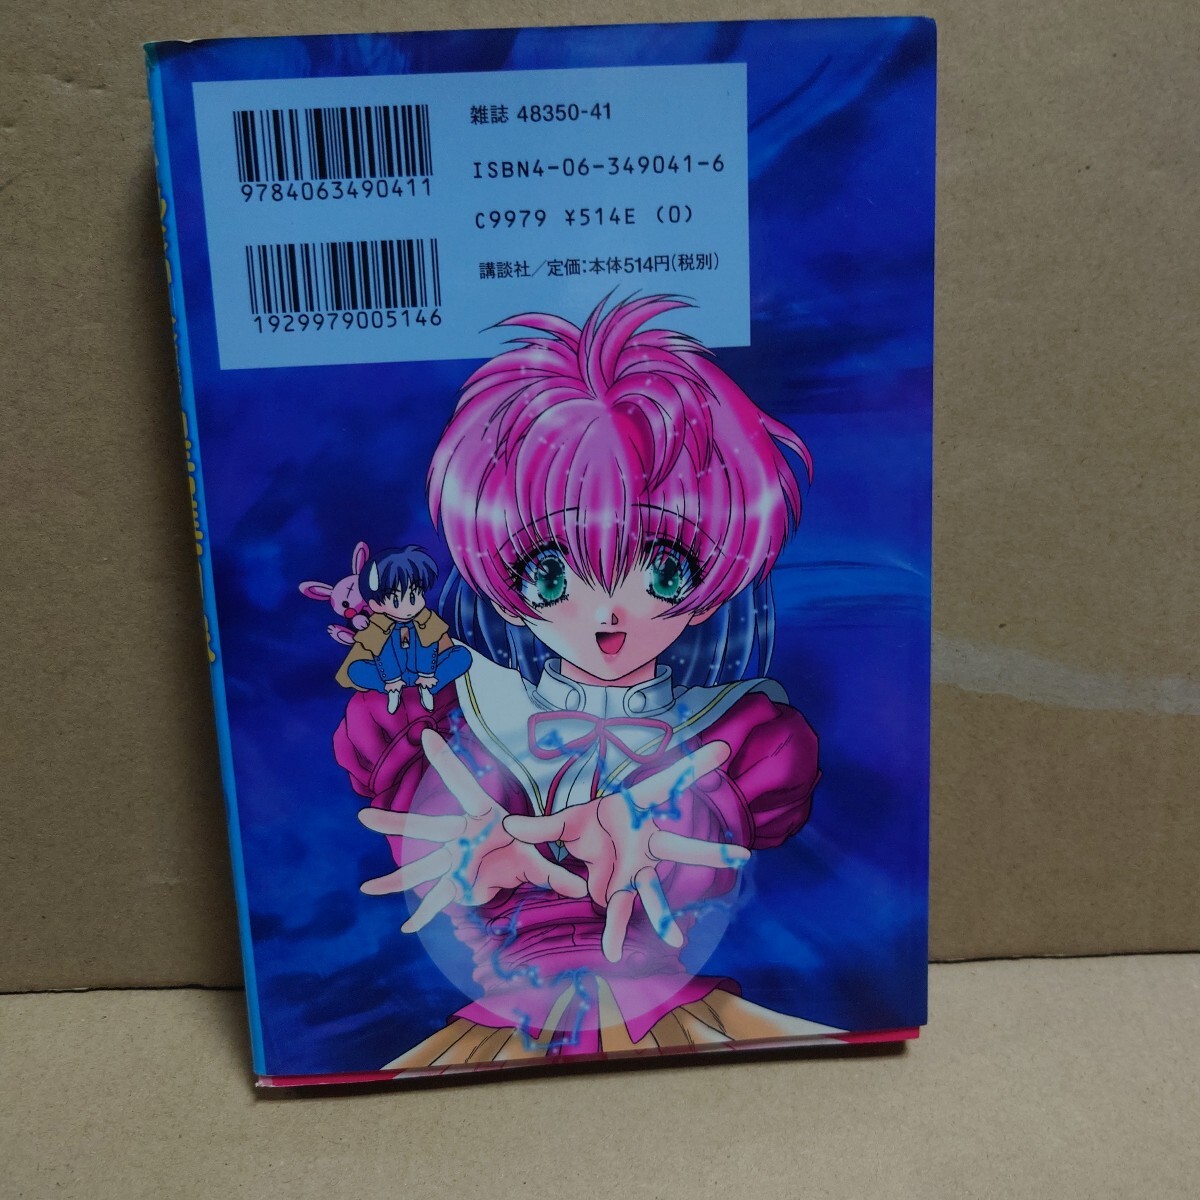 9784063490411
雑誌 48350-41
ISBN4-06-349041-6
C9979 ¥514E (0)
1929979005146
講談社/定価:本体514円(税別)